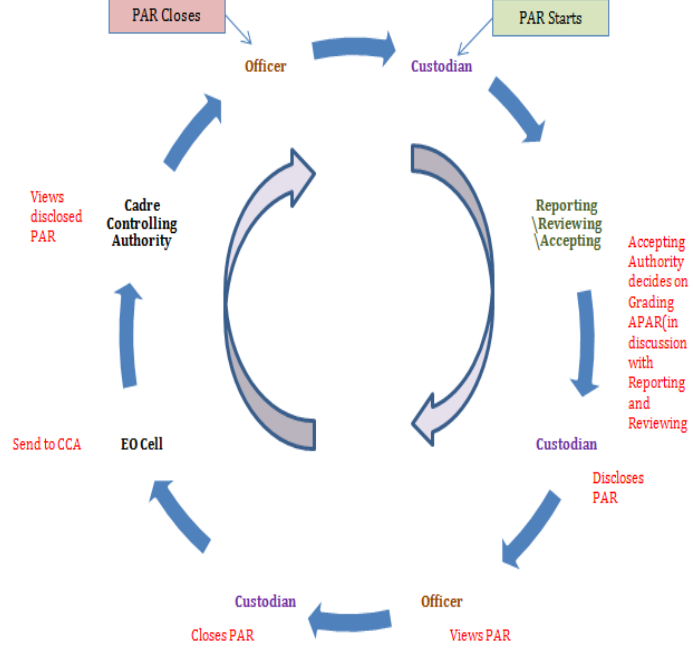 PAR Closes
PAR Starts
Officer
Custodian
Views
disclosed
PAR
Cadre
Controlling
Authority
Reporting
\Reviewing
\Accepting
Accepting
Authority
decides on
Grading
APAR(in
discussion
with
Reporting
and
Reviewing
Send to CCA
EO Cell
Custodian
Discloses
PAR
Custodian
Officer
Closes PAR
Views PAR